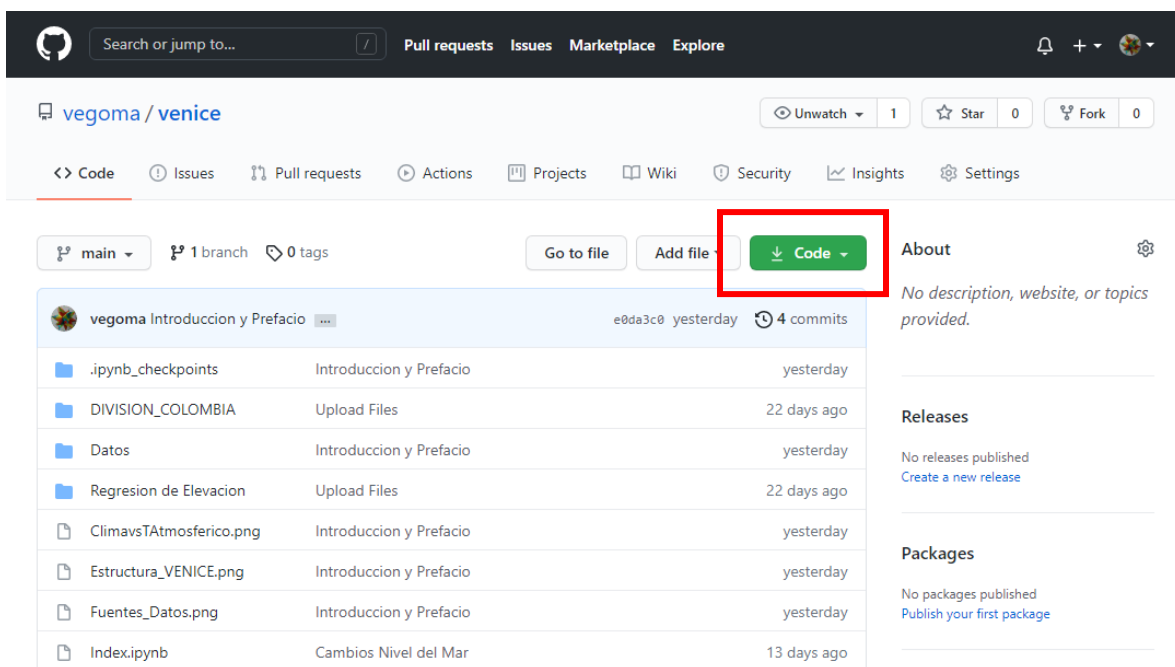 Search or jump to... / Pull requests Issues Marketplace Explore
vegoma / venice Unwatch 1 Star 0 Fork 0
Code Issues Pull requests Actions Projects Wiki Security Insights Settings
main 1 branch 0 tags Go to file Add file Code About
No description, website, or topics
provided.
vegoma Introduccion y Prefacio ... e0da3c0 yesterday 4 commits
.ipynb_checkpoints Introduccion y Prefacio yesterday
DIVISION_COLOMBIA Upload Files 22 days ago
Releases
Datos Introduccion y Prefacio yesterday
No releases published
Create a new release
Regresion de Elevacion Upload Files 22 days ago
ClimavsTAtmosferico.png Introduccion y Prefacio yesterday
Packages
Estructura_VENICE.png Introduccion y Prefacio yesterday
No packages published
Publish your first package
Fuentes_Datos.png Introduccion y Prefacio yesterday
Index.ipynb Cambios Nivel del Mar 13 days ago